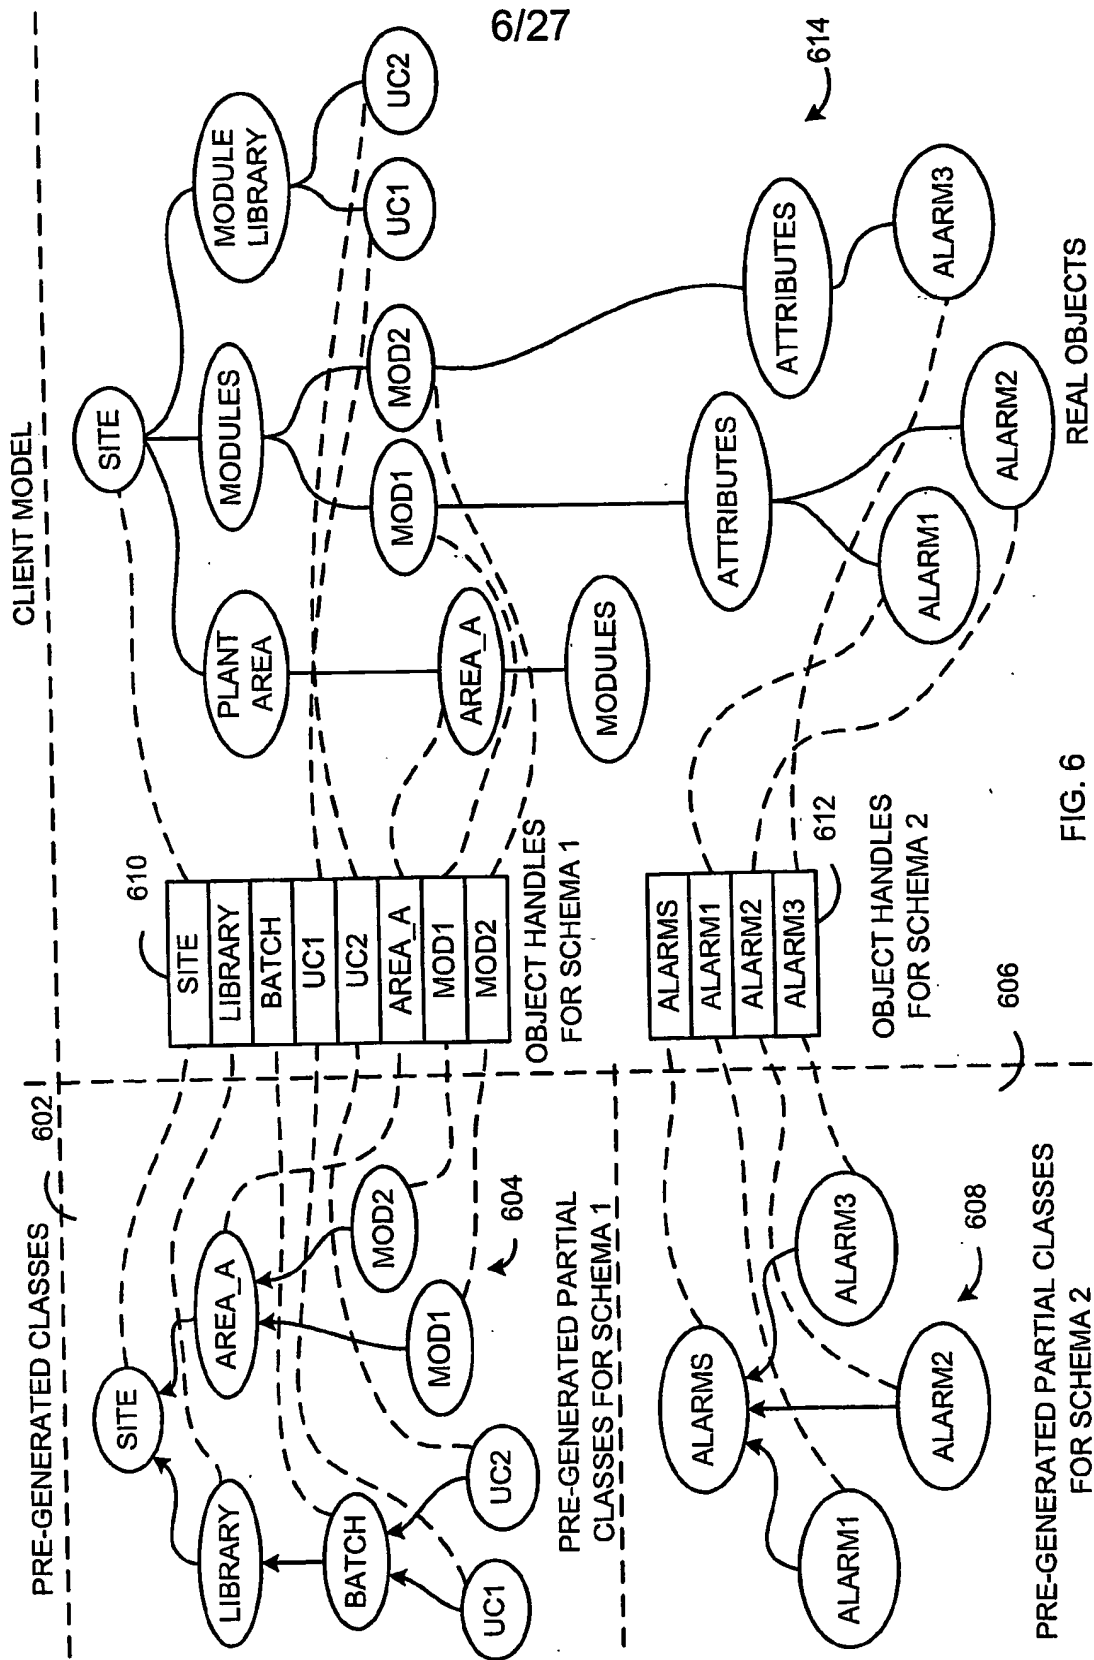 6/27
PRE-GENERATED CLASSES
602
CLIENT MODEL
SITE
LIBRARY
AREA_A
BATCH
MOD1
MOD2
UC1
UC2
604
PRE-GENERATED PARTIAL
CLASSES FOR SCHEMA 1
610
SITE
LIBRARY
BATCH
UC1
UC2
AREA_A
MOD1
MOD2
OBJECT HANDLES
FOR SCHEMA 1
SITE
PLANT
AREA
MODULES
MODULE
LIBRARY
MOD1
MOD2
UC1
UC2
AREA_A
MODULES
ATTRIBUTES
ATTRIBUTES
ALARM1
ALARM2
ALARM3
614
REAL OBJECTS
ALARMS
ALARM1
ALARM2
ALARM3
608
PRE-GENERATED PARTIAL CLASSES
FOR SCHEMA 2
ALARMS
ALARM1
ALARM2
ALARM3
612
OBJECT HANDLES
FOR SCHEMA 2
606
FIG. 6